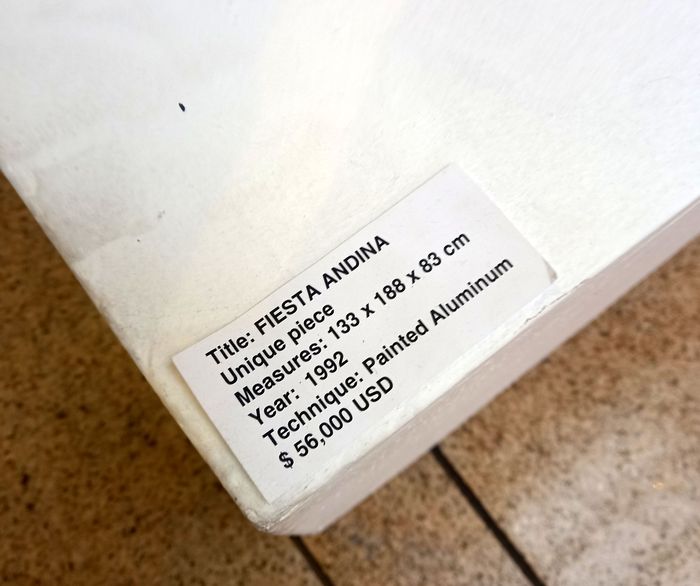 Title: FIESTA ANDINA
Unique piece
Measures: 133 x 188 x 83 cm
Year: 1992
Technique: Painted Aluminum
$ 56,000 USD